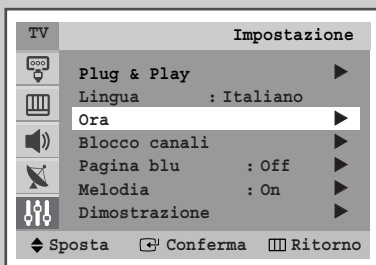 TV Impostazione
Plug & Play
Lingua : Italiano
Ora
Blocco canali
Pagina blu : Off
Melodia : On
Dimostrazione
Sposta Conferma Ritorno